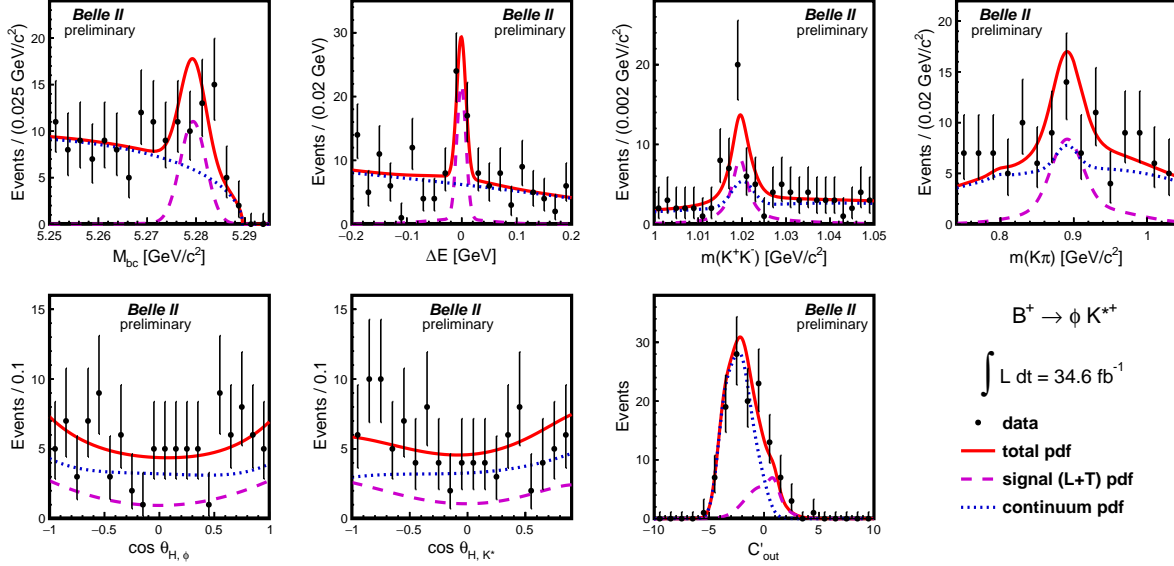 Belle II
preliminary
Events / (0.025 GeV/c²)
0
5
10
15
20
5.25
5.26
5.27
5.28
5.29
M_bc [GeV/c²]
Belle II
preliminary
Events / (0.02 GeV)
0
10
20
30
−0.2
−0.1
0
0.1
0.2
ΔE [GeV]
Belle II
preliminary
Events / (0.002 GeV/c²)
0
5
10
15
20
25
1
1.01
1.02
1.03
1.04
1.05
m(K⁺K⁻) [GeV/c²]
Belle II
preliminary
Events / (0.02 GeV/c²)
0
5
10
15
20
0.8
0.9
1
m(Kπ) [GeV/c²]
Belle II
preliminary
Events / 0.1
0
5
10
15
−1
−0.5
0
0.5
1
cos θ_H, ϕ
Belle II
preliminary
Events / 0.1
0
5
10
15
−1
−0.5
0
0.5
cos θ_H, K*
Belle II
preliminary
Events
0
10
20
30
−10
−5
0
5
10
C'_out
B⁺ → ϕ K*⁺
∫ L dt = 34.6 fb⁻¹
data
total pdf
signal (L+T) pdf
continuum pdf